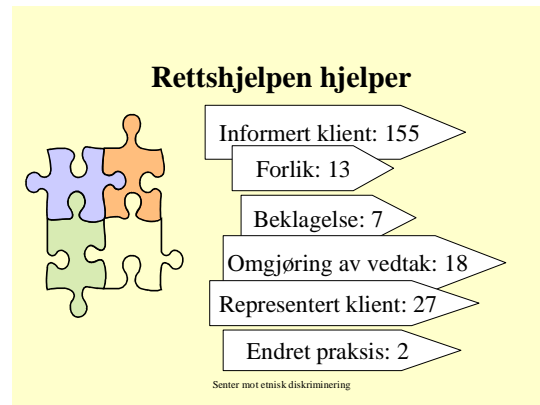 Rettshjelpen hjelper
Informert klient: 155
Forlik: 13
Beklagelse: 7
Omgjøring av vedtak: 18
Representert klient: 27
Endret praksis: 2
Senter mot etnisk diskriminering